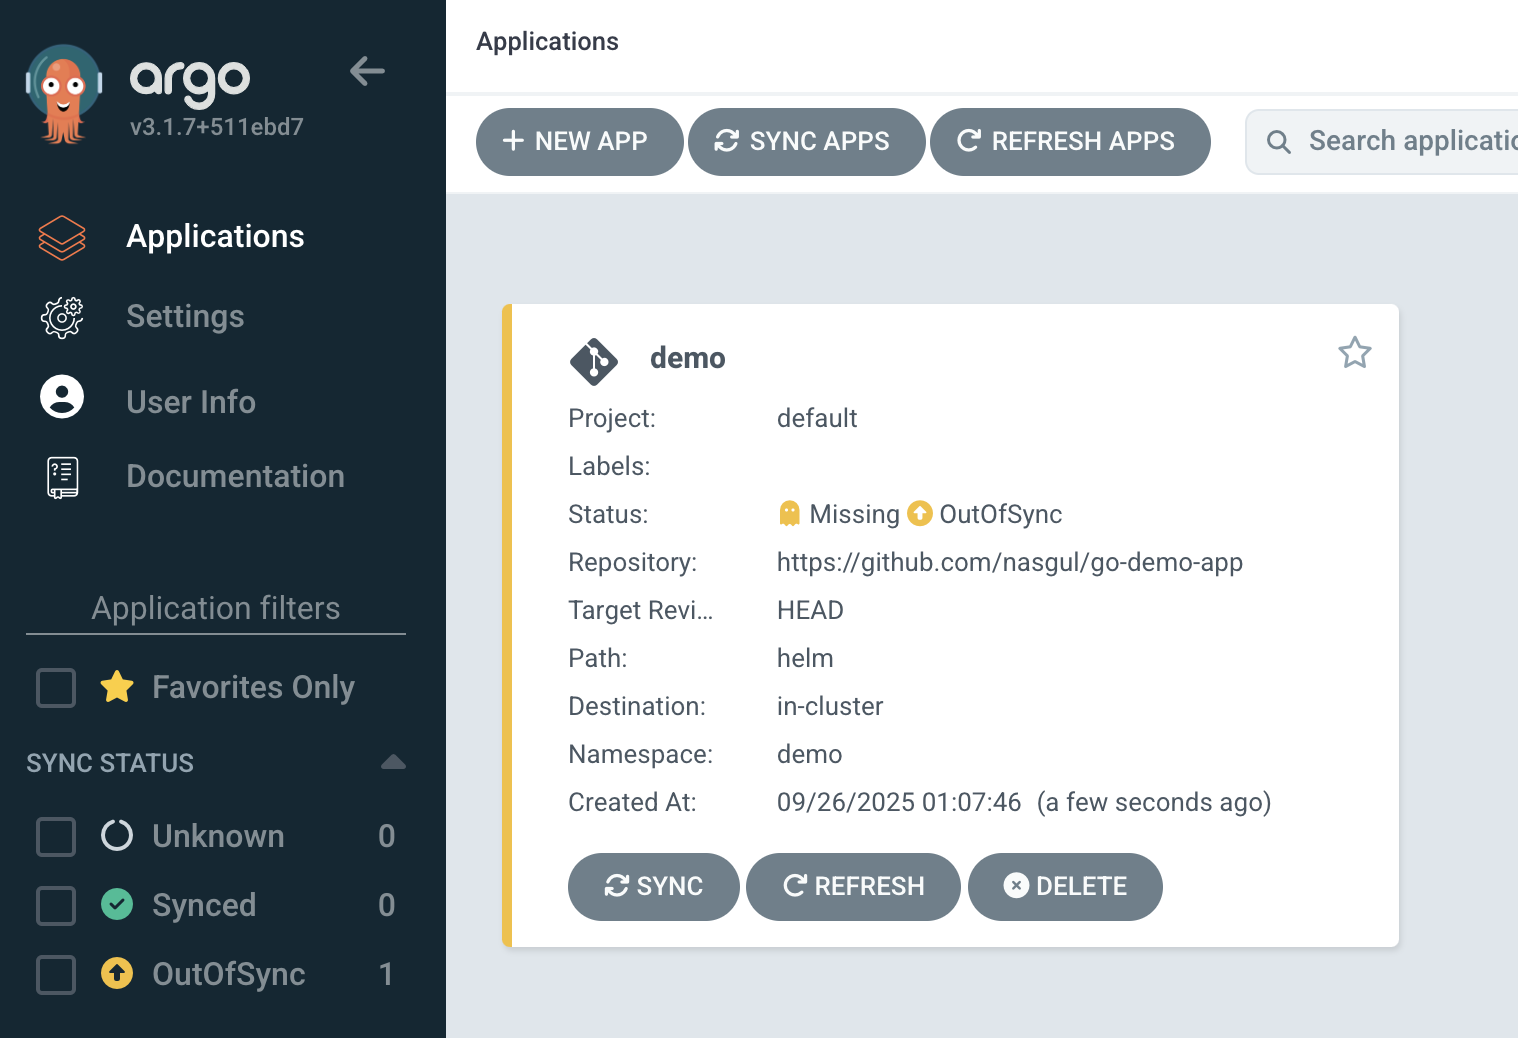 argo
v3.1.7+511ebd7
Applications
Settings
User Info
Documentation
Application filters
Favorites Only
SYNC STATUS
Unknown 0
Synced 0
OutOfSync 1
Applications
NEW APP SYNC APPS REFRESH APPS Search applicatio
demo
Project: default
Labels:
Status: Missing OutOfSync
Repository: https://github.com/nasgul/go-demo-app
Target Revi... HEAD
Path: helm
Destination: in-cluster
Namespace: demo
Created At: 09/26/2025 01:07:46 (a few seconds ago)
SYNC REFRESH DELETE